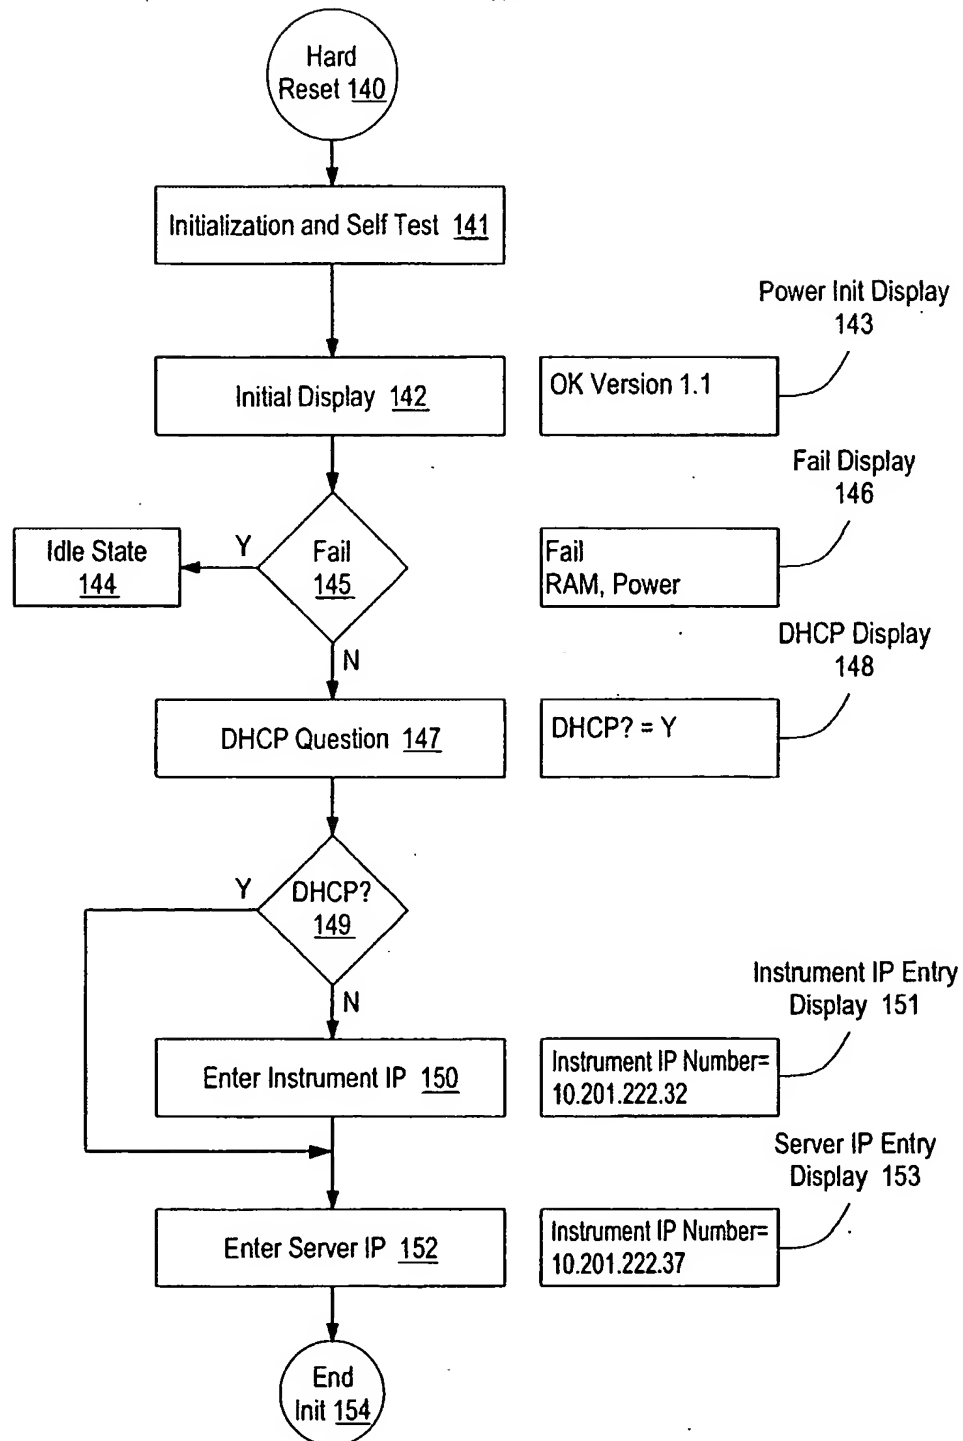 Hard
Reset 140
Initialization and Self Test 141
Power Init Display
143
Initial Display 142
OK Version 1.1
Fail Display
146
Idle State
144
Y
Fail
145
Fail
RAM, Power
N
DHCP Display
148
DHCP Question 147
DHCP? = Y
Y
DHCP?
149
N
Instrument IP Entry
Display 151
Enter Instrument IP 150
Instrument IP Number=
10.201.222.32
Server IP Entry
Display 153
Enter Server IP 152
Instrument IP Number=
10.201.222.37
End
Init 154